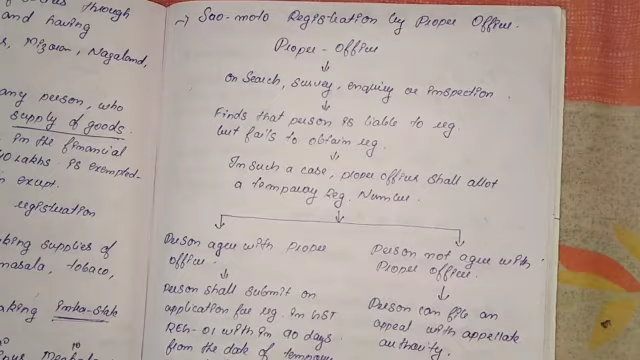 through
and having
Mizoram, Nagaland,
any person, who
supply of goods.
in the financial
lakhs. is exempted
exempt.
registration
supplies of
masala, tobacco,
making intra-state
→ Suo-moto Registration by Proper Officer.
Proper - Officer
↓
on Search, survey, enquiry or inspection.
↓
Finds that person is liable to reg.
but fails to obtain reg.
↓
In such a case, proper officer shall allot
a temporary Reg. Number.
Person agree with proper
officer.
↓
Person shall submit an
application for reg. in GST
REG-01 within 90 days
from the date of temporary
Person not agree with
Proper officer.
↓
Person can file an
appeal with appellate
authority.